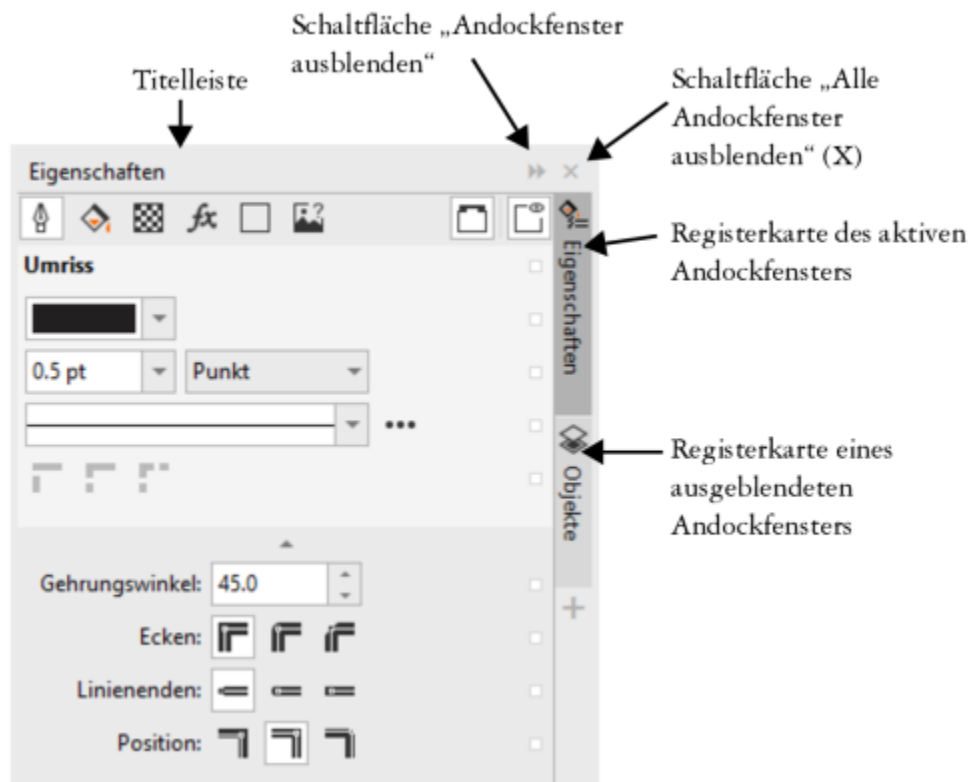 Schaltfläche „Andockfenster
ausblenden“
Titelleiste
Schaltfläche „Alle
Andockfenster
ausblenden“ (X)
Eigenschaften
fx
?
Umriss
Eigenschaften
Registerkarte des aktiven
Andockfensters
0.5 pt
Punkt
Objekte
Registerkarte eines
ausgeblendeten
Andockfensters
Gehrungswinkel: 45.0
Ecken:
Linienenden:
Position: